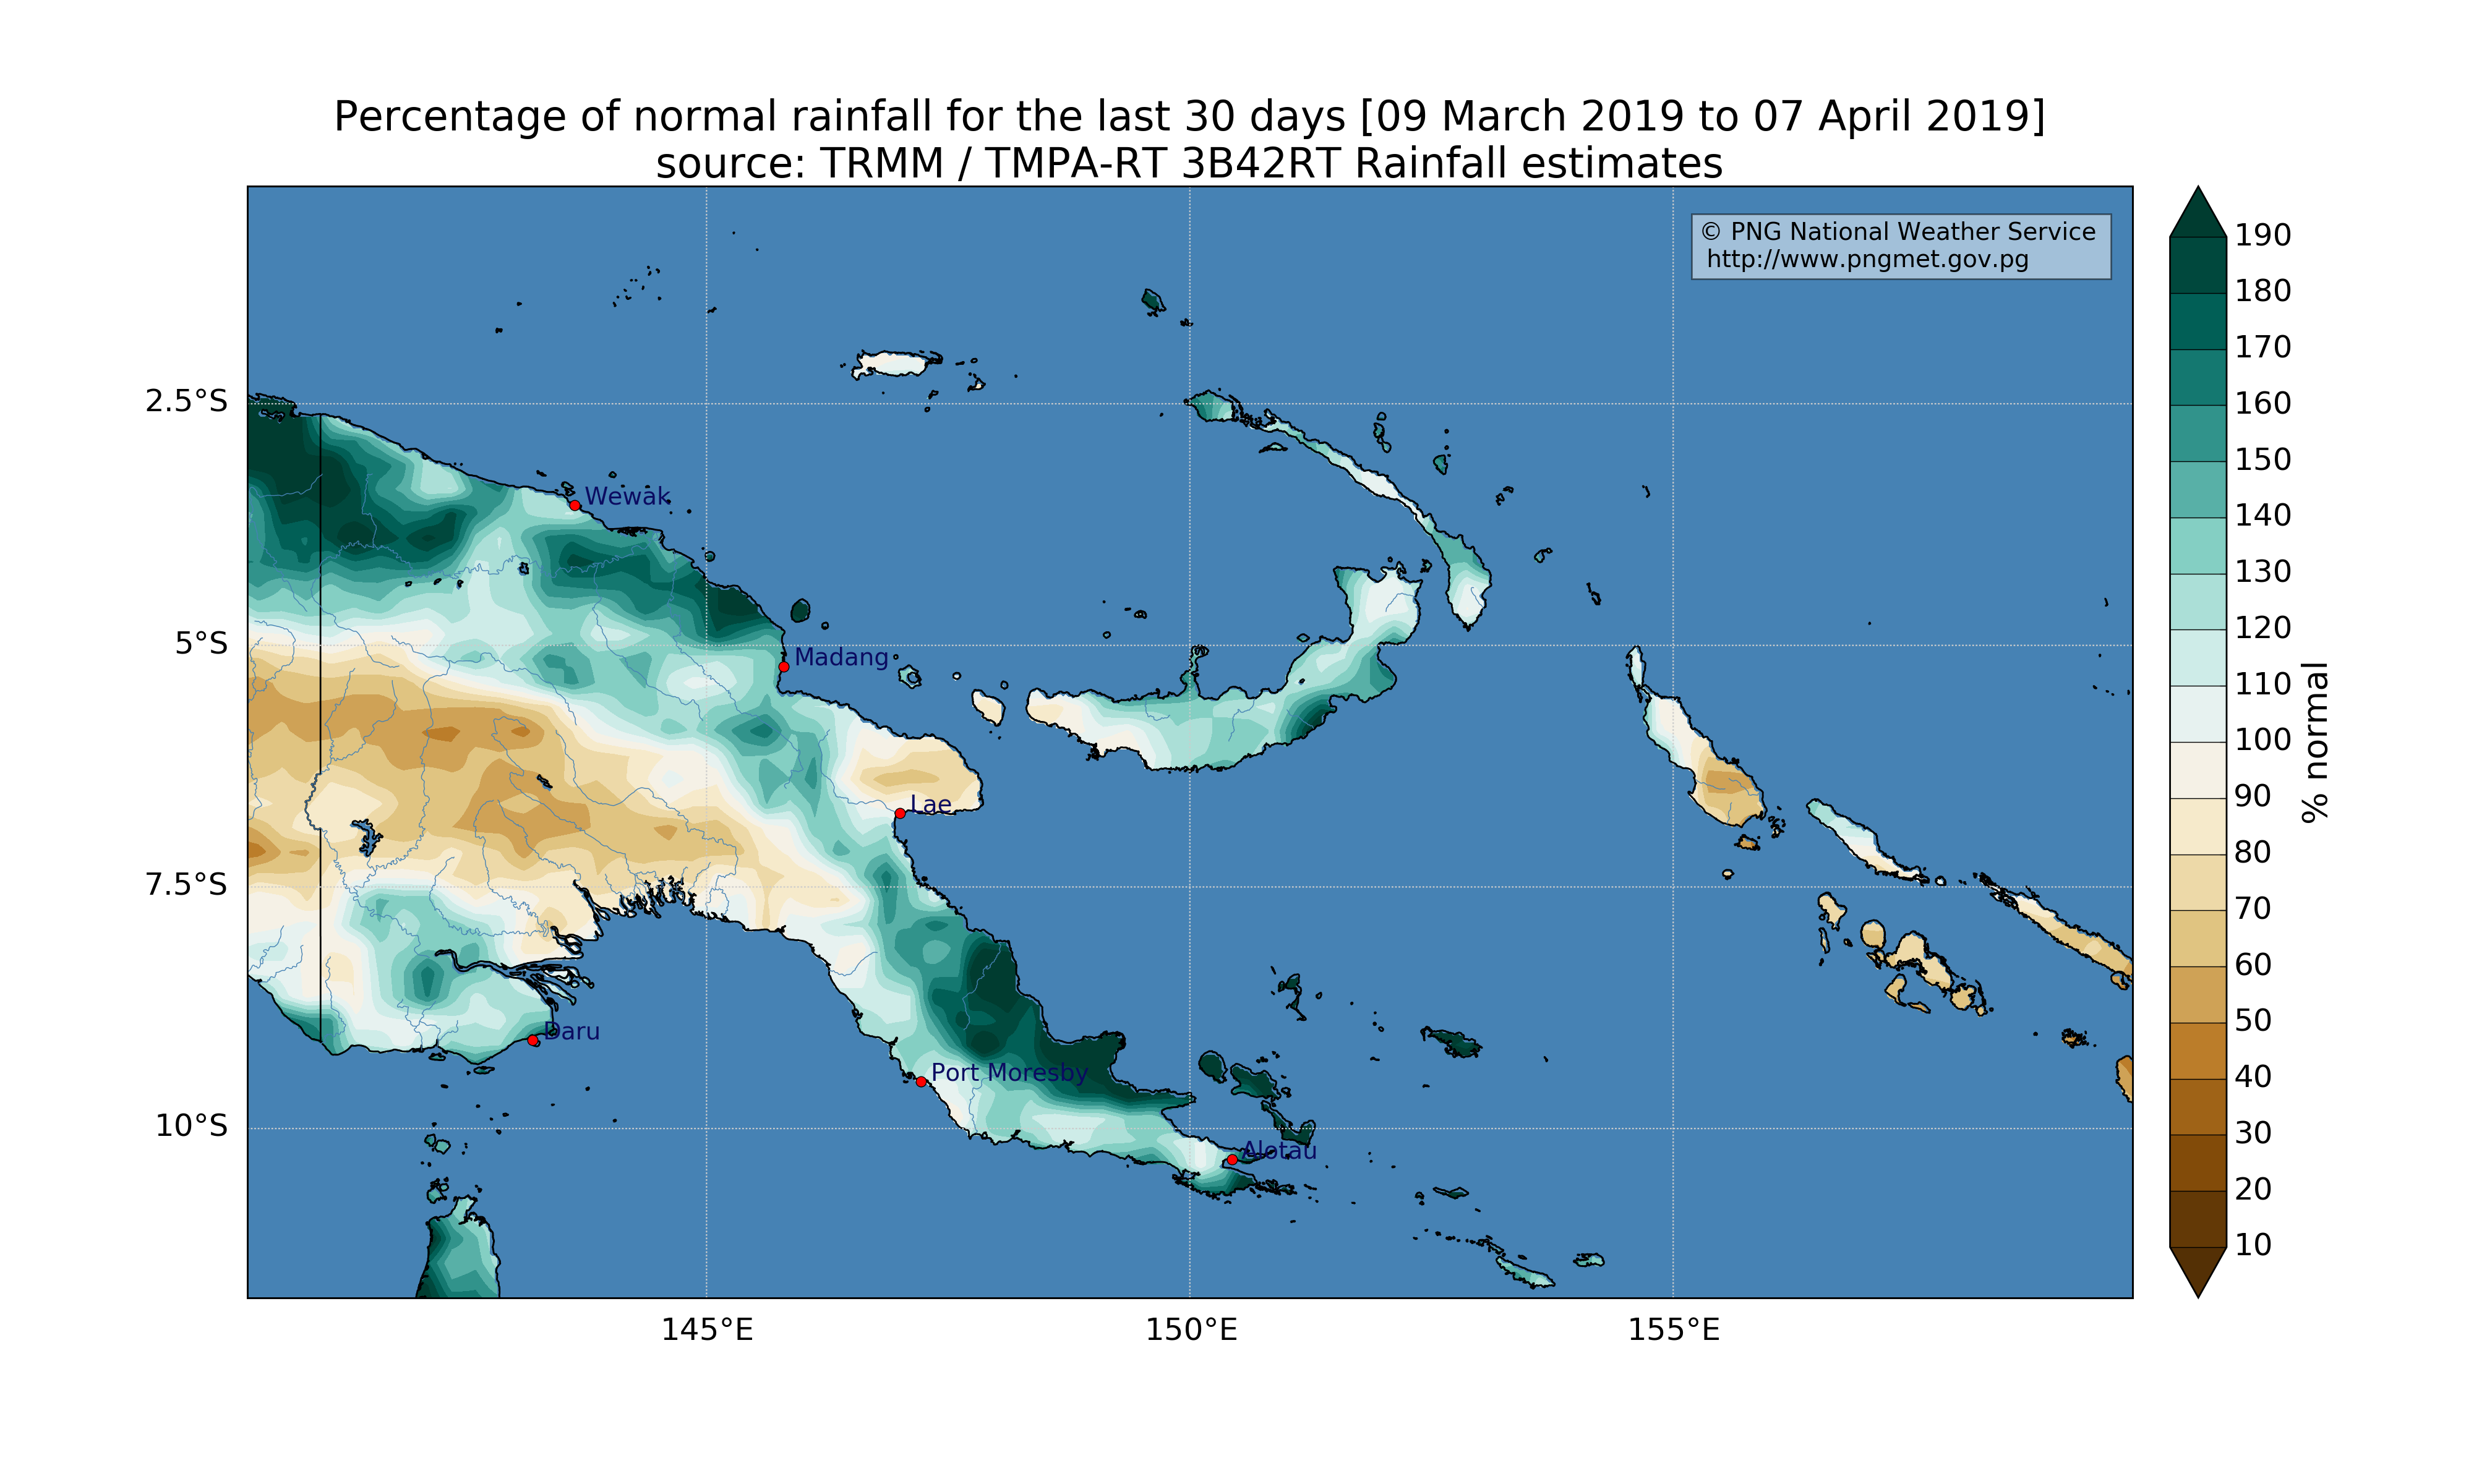 Percentage of normal rainfall for the last 30 days [09 March 2019 to 07 April 2019]
source: TRMM / TMPA-RT 3B42RT Rainfall estimates
© PNG National Weather Service
http://www.pngmet.gov.pg
190
180
170
160
150
140
130
120
110
100
90
80
70
60
50
40
30
20
10
% normal
2.5°S
5°S
7.5°S
10°S
Wewak
Madang
Lae
Daru
Port Moresby
Alotau
145°E
150°E
155°E